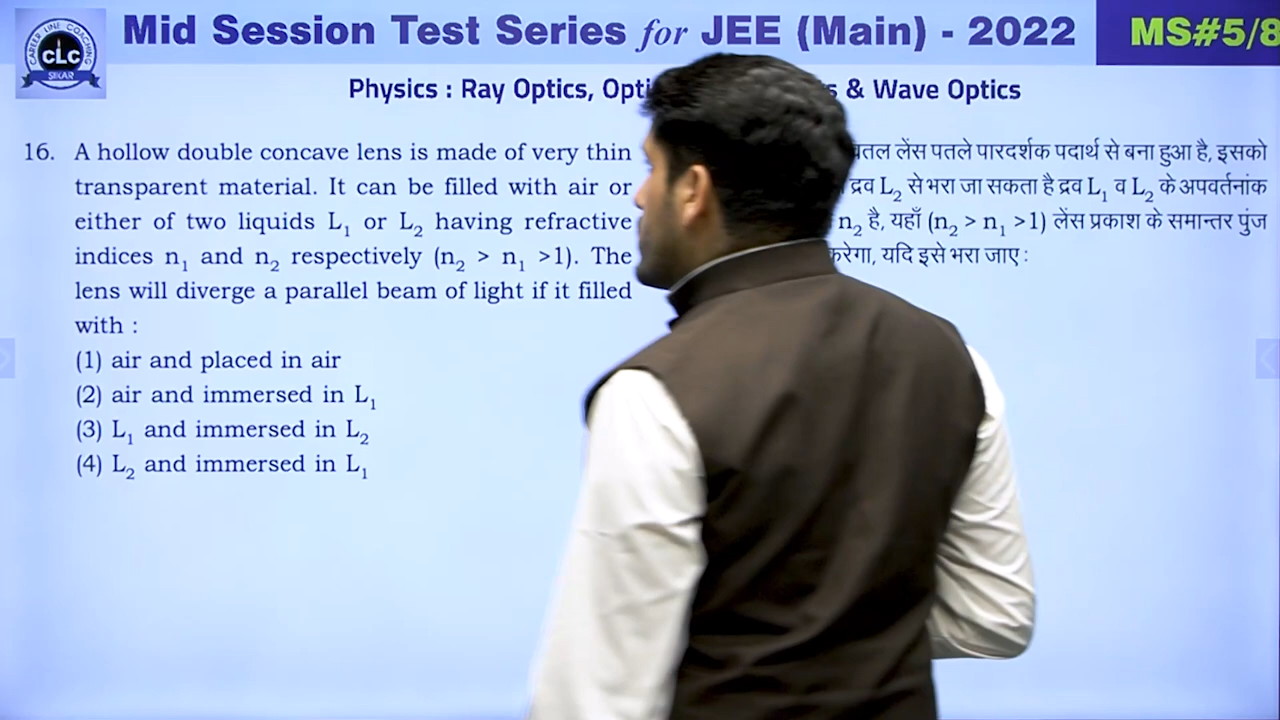 CAREER LINE COACHING
CLC
SIKAR
Mid Session Test Series for JEE (Main) - 2022
MS#5/8
Physics : Ray Optics, Opti s & Wave Optics
16. A hollow double concave lens is made of very thin
transparent material. It can be filled with air or
either of two liquids L₁ or L₂ having refractive
indices n₁ and n₂ respectively (n₂ > n₁ >1). The
lens will diverge a parallel beam of light if it filled
with :
(1) air and placed in air
(2) air and immersed in L₁
(3) L₁ and immersed in L₂
(4) L₂ and immersed in L₁
लेंस पतले पारदर्शक पदार्थ से बना हुआ है, इसको
द्रव L₂ से भरा जा सकता है द्रव L₁ व L₂ के अपवर्तनांक
n₂ है, यहाँ (n₂ > n₁ >1) लेंस प्रकाश के समान्तर पुंज
करेगा, यदि इसे भरा जाए :